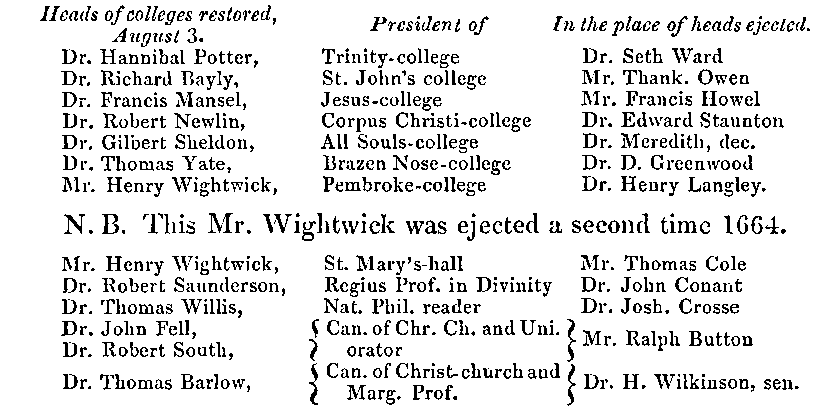 Heads of colleges restored, August 3. President of In the place of heads ejected.
Dr. Hannibal Potter, Trinity-college Dr. Seth Ward
Dr. Richard Bayly, St. John's college Mr. Thank. Owen
Dr. Francis Mansel, Jesus-college Mr. Francis Howel
Dr. Robert Newlin, Corpus Christi-college Dr. Edward Staunton
Dr. Gilbert Sheldon, All Souls-college Dr. Meredith, dec.
Dr. Thomas Yate, Brazen Nose-college Dr. D. Greenwood
Mr. Henry Wightwick, Pembroke-college Dr. Henry Langley.
N. B. This Mr. Wightwick was ejected a second time 1664.
Mr. Henry Wightwick, St. Mary's-hall Mr. Thomas Cole
Dr. Robert Saunderson, Regius Prof. in Divinity Dr. John Conant
Dr. Thomas Willis, Nat. Phil. reader Dr. Josh. Crosse
Dr. John Fell, { Can. of Chr. Ch. and Uni. } Mr. Ralph Button
Dr. Robert South, orator
Dr. Thomas Barlow, { Can. of Christ-church and } Dr. H. Wilkinson, sen.
Marg. Prof.